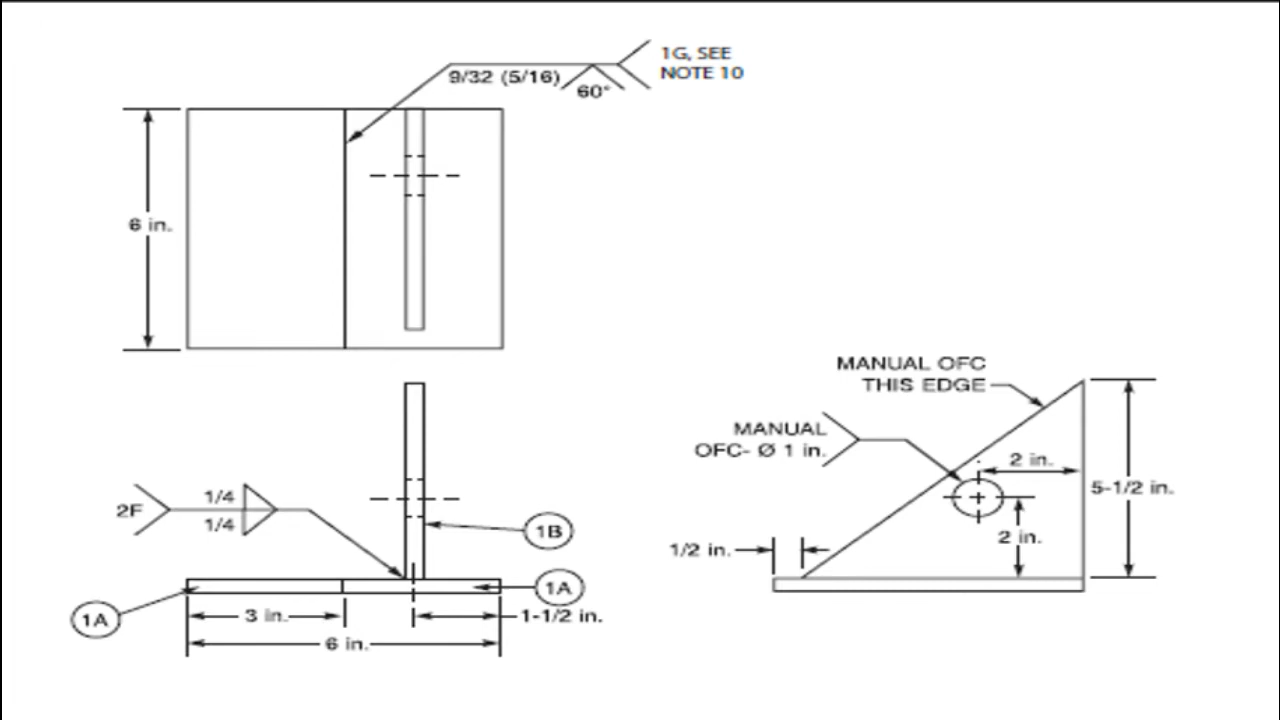 1G, SEE
NOTE 10
9/32 (5/16)
60°
6 in.
MANUAL OFC
THIS EDGE
MANUAL
OFC- Ø 1 in.
2 in.
5-1/2 in.
2 in.
1/2 in.
2F
1/4
1/4
1B
1A
1A
3 in.
1-1/2 in.
6 in.